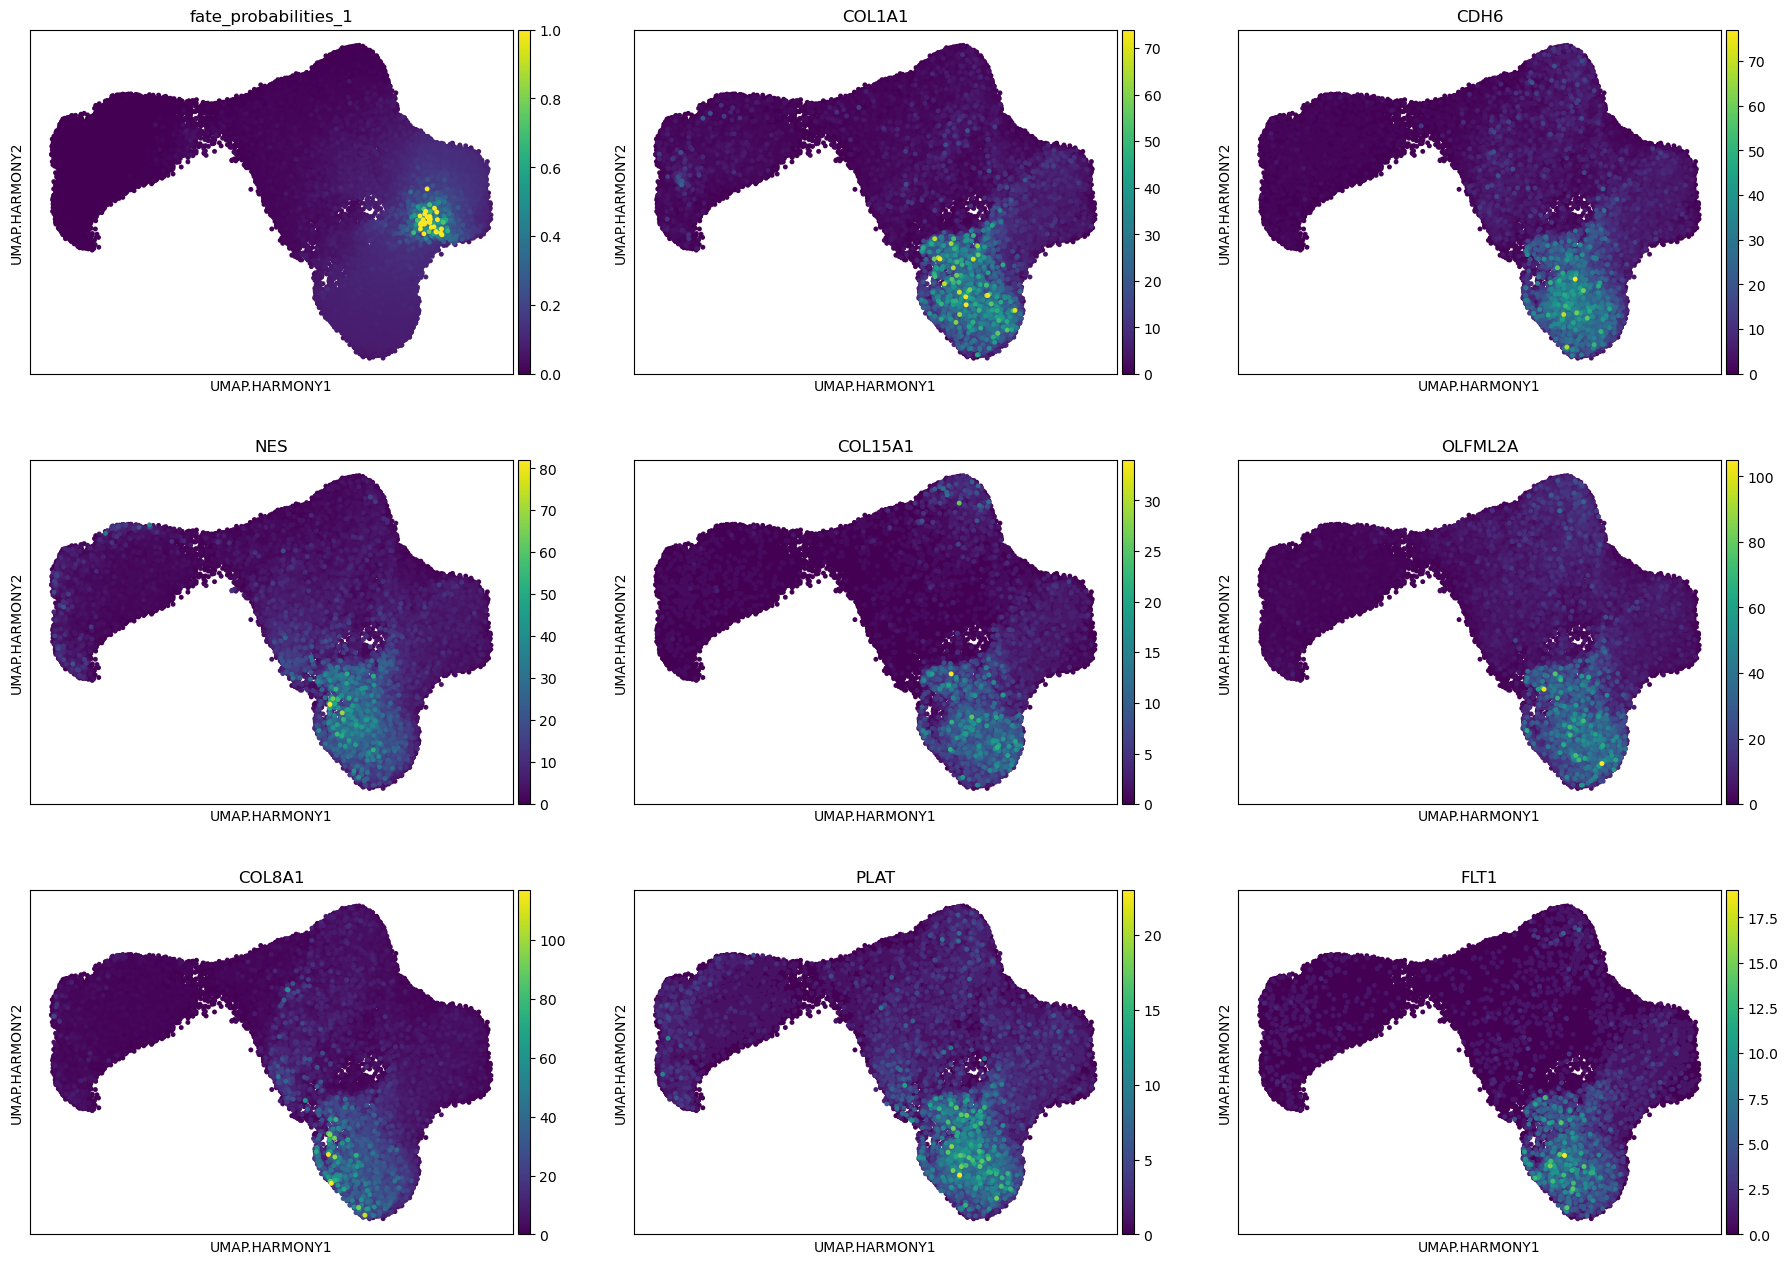 fate_probabilities_1
COL1A1
CDH6
1.0
0.8
0.6
0.4
0.2
0.0
70
60
50
40
30
20
10
0
70
60
50
40
30
20
10
0
UMAP.HARMONY2
UMAP.HARMONY2
UMAP.HARMONY2
UMAP.HARMONY1
UMAP.HARMONY1
UMAP.HARMONY1
NES
COL15A1
OLFML2A
80
70
60
50
40
30
20
10
0
30
25
20
15
10
5
0
100
80
60
40
20
0
UMAP.HARMONY2
UMAP.HARMONY2
UMAP.HARMONY2
UMAP.HARMONY1
UMAP.HARMONY1
UMAP.HARMONY1
COL8A1
PLAT
FLT1
100
80
60
40
20
0
20
15
10
5
0
17.5
15.0
12.5
10.0
7.5
5.0
2.5
0.0
UMAP.HARMONY2
UMAP.HARMONY2
UMAP.HARMONY2
UMAP.HARMONY1
UMAP.HARMONY1
UMAP.HARMONY1